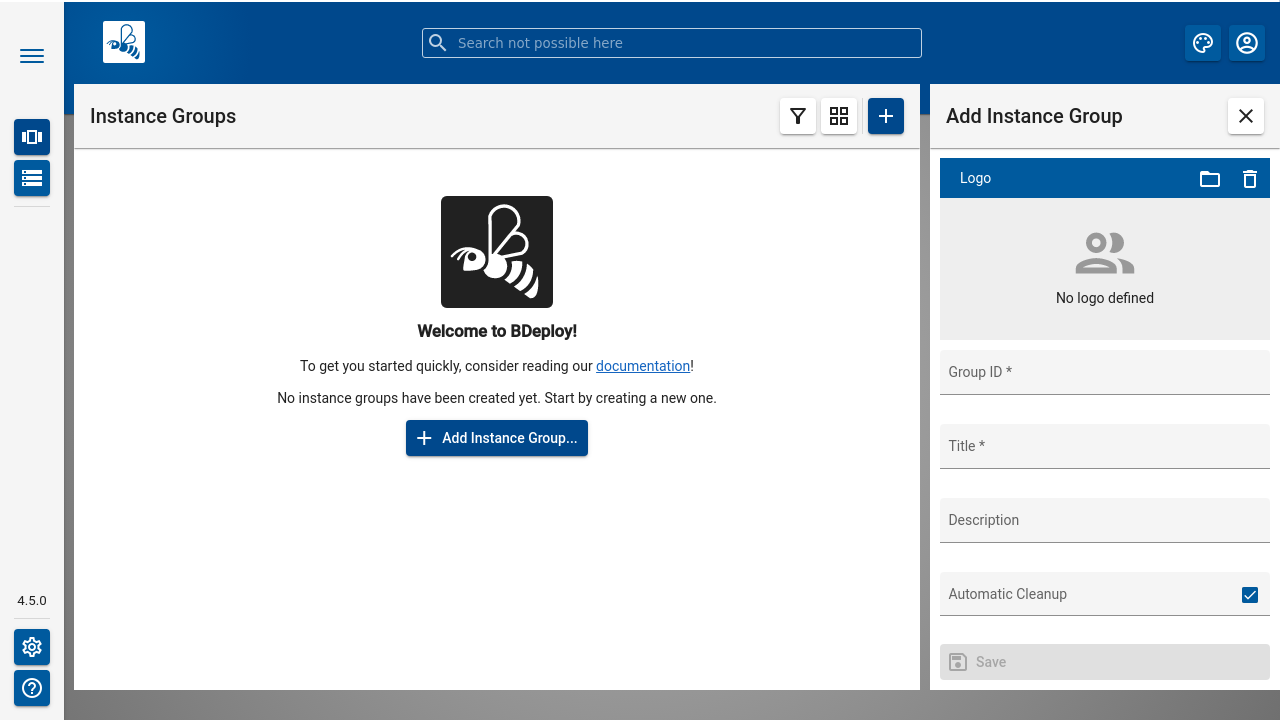 Search not possible here
Instance Groups
Add Instance Group
Logo
No logo defined
Welcome to BDeploy!
To get you started quickly, consider reading our documentation!
No instance groups have been created yet. Start by creating a new one.
Add Instance Group...
Group ID *
Title *
Description
Automatic Cleanup
Save
4.5.0